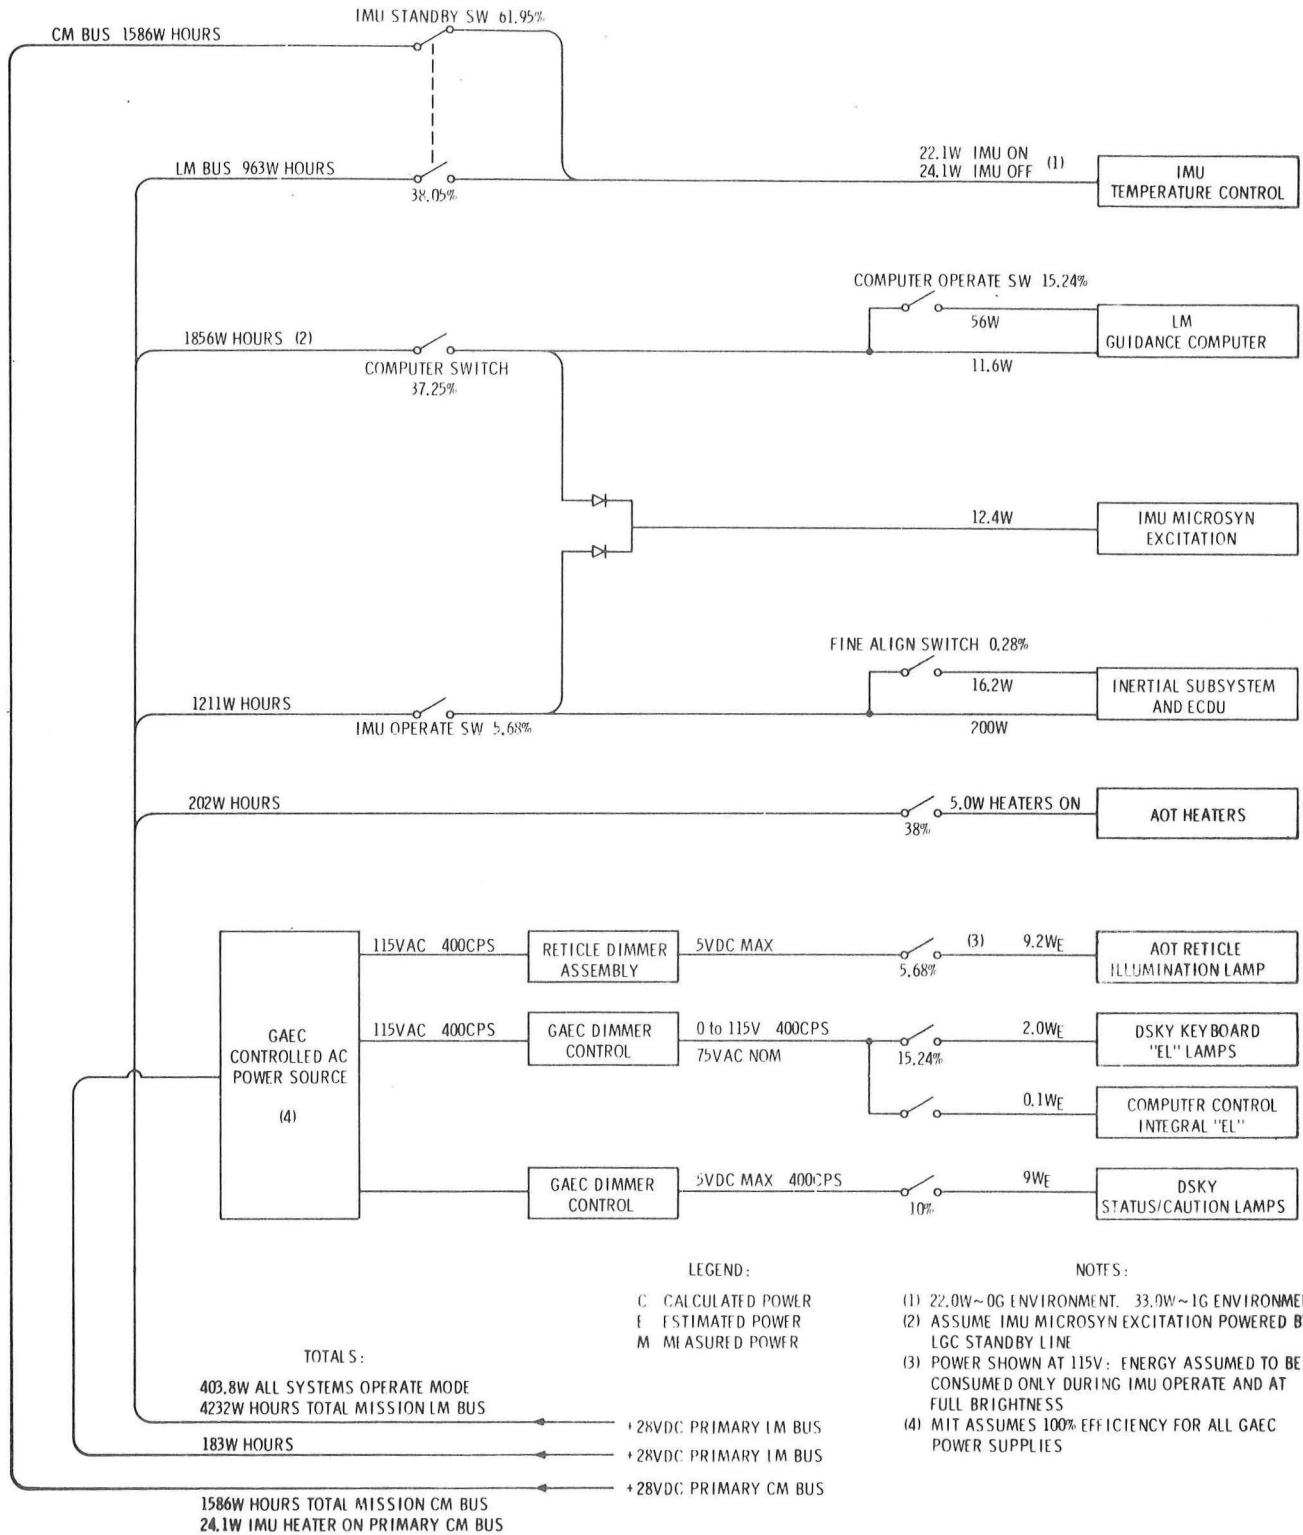 IMU STANDBY SW 61.95%
CM BUS 1586W HOURS
LM BUS 963W HOURS
38.05%
22.1W IMU ON
24.1W IMU OFF (1)
IMU
TEMPERATURE CONTROL
COMPUTER OPERATE SW 15.24%
56W
1856W HOURS (2)
COMPUTER SWITCH
37.25%
11.6W
LM
GUIDANCE COMPUTER
12.4W
IMU MICROSYN
EXCITATION
FINE ALIGN SWITCH 0.28%
16.2W
1211W HOURS
IMU OPERATE SW 5.68%
200W
INERTIAL SUBSYSTEM
AND ECDU
202W HOURS
5.0W HEATERS ON
38%
AOT HEATERS
GAEC
CONTROLLED AC
POWER SOURCE
(4)
115VAC 400CPS
RETICLE DIMMER
ASSEMBLY
5VDC MAX
5.68%
(3) 9.2WE
AOT RETICLE
ILLUMINATION LAMP
115VAC 400CPS
GAEC DIMMER
CONTROL
0 to 115V 400CPS
75VAC NOM
15.24%
2.0WE
DSKY KEYBOARD
"EL" LAMPS
0.1WE
COMPUTER CONTROL
INTEGRAL "EL"
GAEC DIMMER
CONTROL
5VDC MAX 400CPS
10%
9WE
DSKY
STATUS/CAUTION LAMPS
LEGEND:
C CALCULATED POWER
E ESTIMATED POWER
M MEASURED POWER
NOTES:
(1) 22.0W~0G ENVIRONMENT. 33.0W~1G ENVIRONME
(2) ASSUME IMU MICROSYN EXCITATION POWERED B
LGC STANDBY LINE
(3) POWER SHOWN AT 115V: ENERGY ASSUMED TO BE
CONSUMED ONLY DURING IMU OPERATE AND AT
FULL BRIGHTNESS
(4) MIT ASSUMES 100% EFFICIENCY FOR ALL GAEC
POWER SUPPLIES
TOTALS:
403.8W ALL SYSTEMS OPERATE MODE
4232W HOURS TOTAL MISSION LM BUS
+28VDC PRIMARY LM BUS
183W HOURS
+28VDC PRIMARY LM BUS
+28VDC PRIMARY CM BUS
1586W HOURS TOTAL MISSION CM BUS
24.1W IMU HEATER ON PRIMARY CM BUS